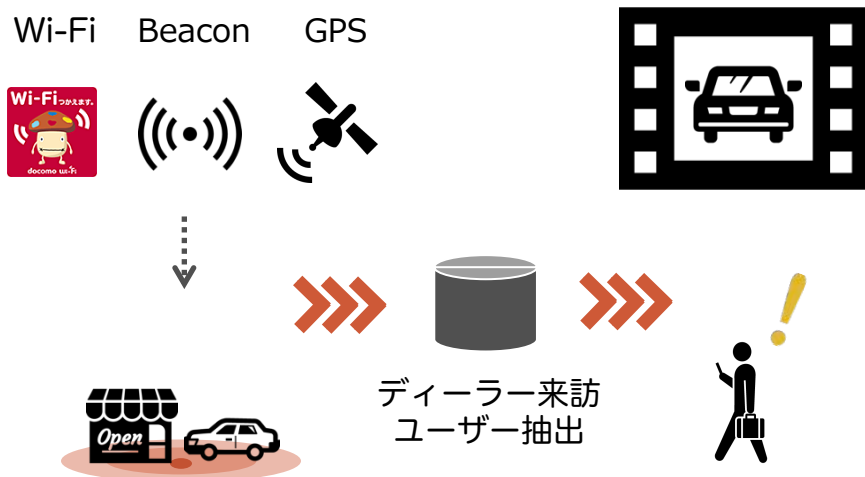 Wi-Fi Beacon GPS
Wi-Fiつかえます。
docomo Wi-Fi
Open
ディーラー来訪
ユーザー抽出